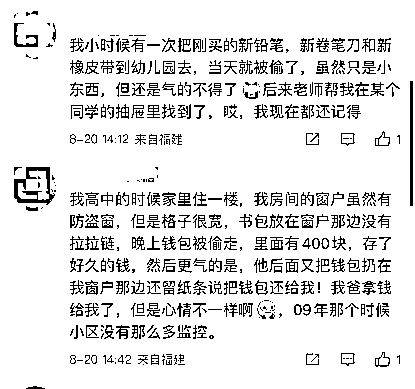 我小时候有一次把刚买的新铅笔，新卷笔刀和新
橡皮带到幼儿园去，当天就被偷了，虽然只是小
东西，但还是气的不得了后来老师帮我在某个
同学的抽屉里找到了，哎，我现在都还记得
8-20 14:12 来自福建
1
我高中的时候家里住一楼，我房间的窗户虽然有
防盗窗，但是格子很宽，书包放在窗户那边没有
拉拉链，晚上钱包被偷走，里面有400块，存了
好久的钱，然后更气的是，他后面又把钱包扔在
我窗户那边还留纸条说把钱包还给我！我爸拿钱
给我了，但是心情不一样啊，09年那个时候
小区没有那么多监控。
8-20 14:42 来自福建
1